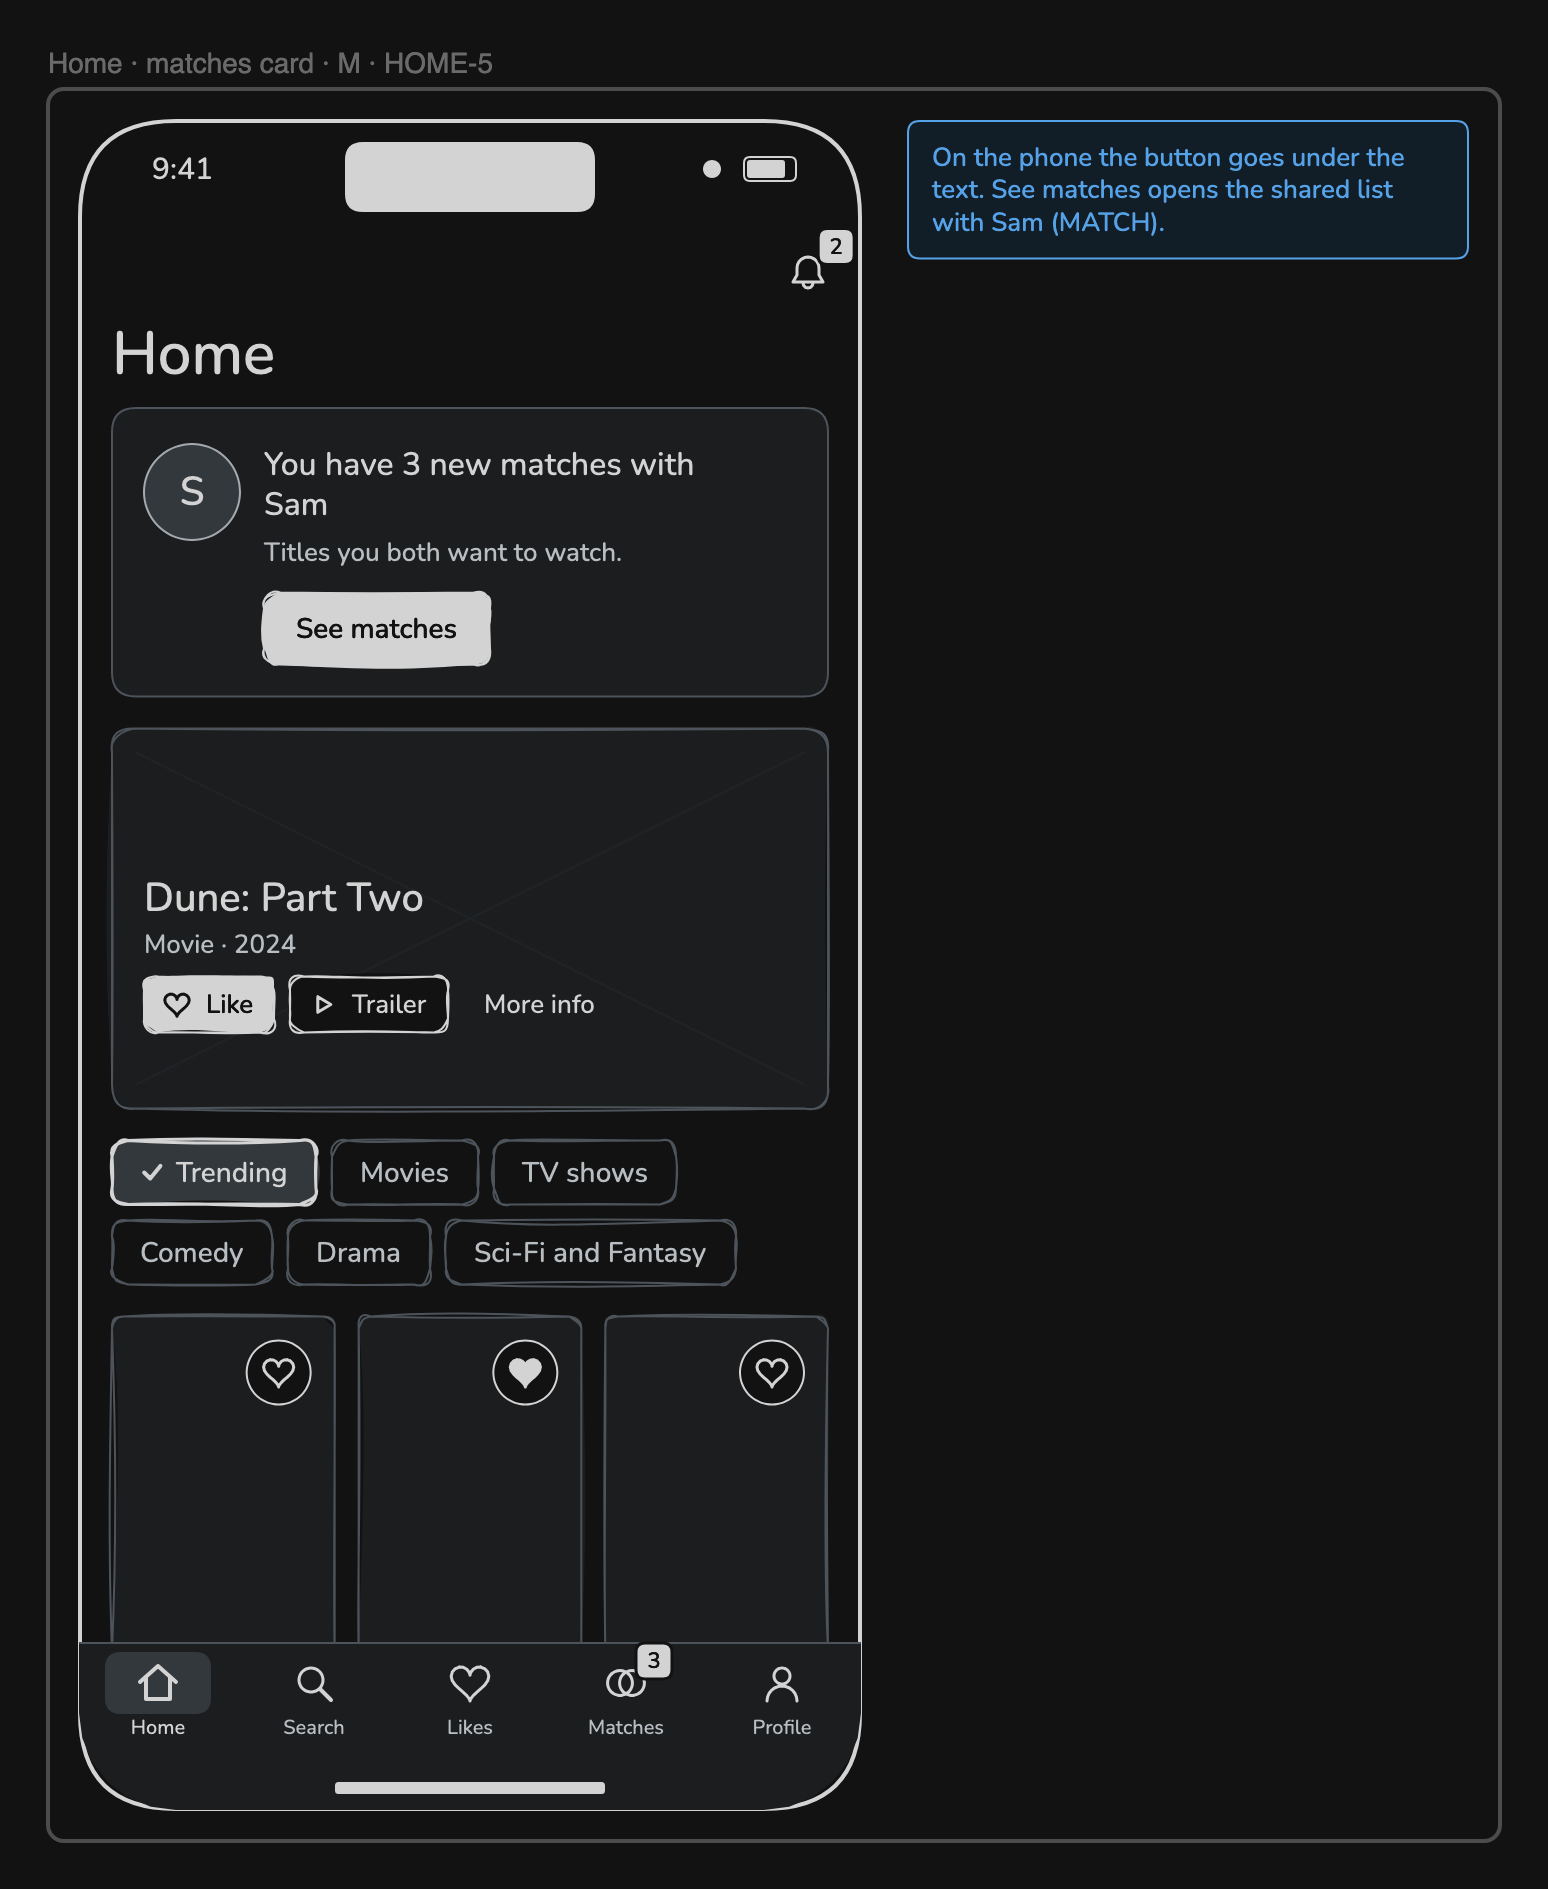 Home · matches card · M · HOME-5
9:41
2
Home
S
You have 3 new matches with
Sam
Titles you both want to watch.
See matches
Dune: Part Two
Movie · 2024
Like
Trailer
More info
Trending
Movies
TV shows
Comedy
Drama
Sci-Fi and Fantasy
3
Home
Search
Likes
Matches
Profile
On the phone the button goes under the
text. See matches opens the shared list
with Sam (MATCH).